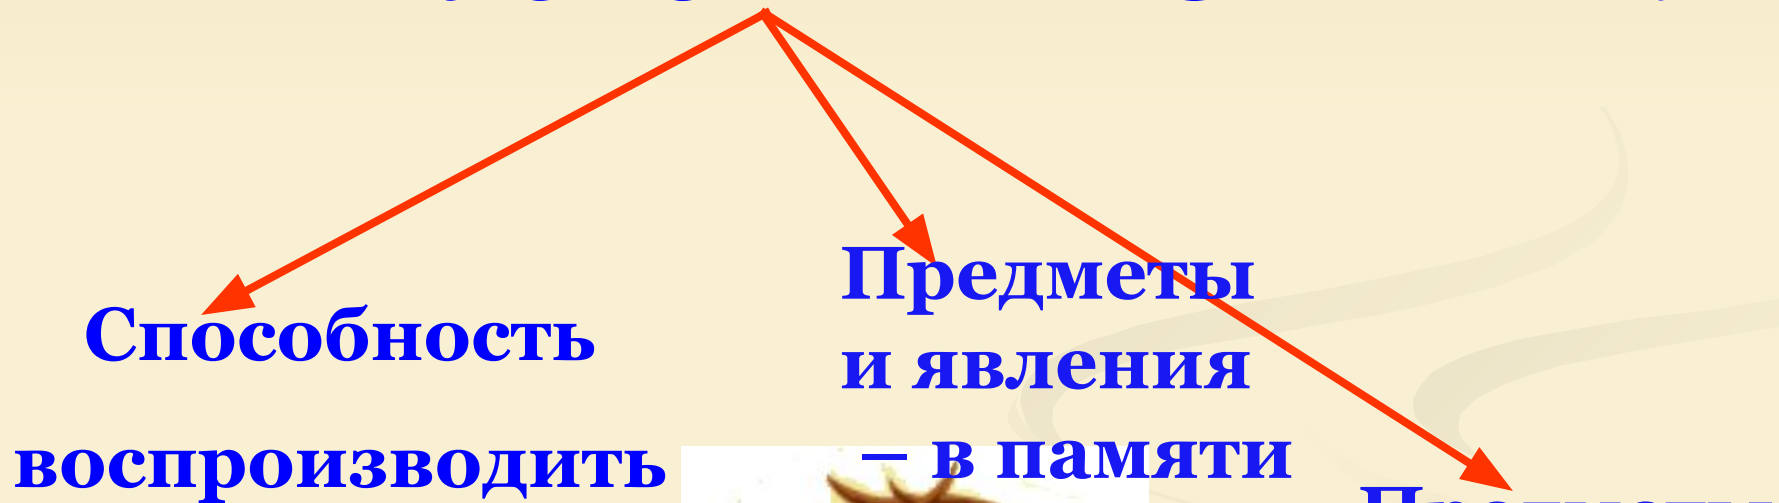 Способность
воспроизводить
Предметы
и явления
– в памяти